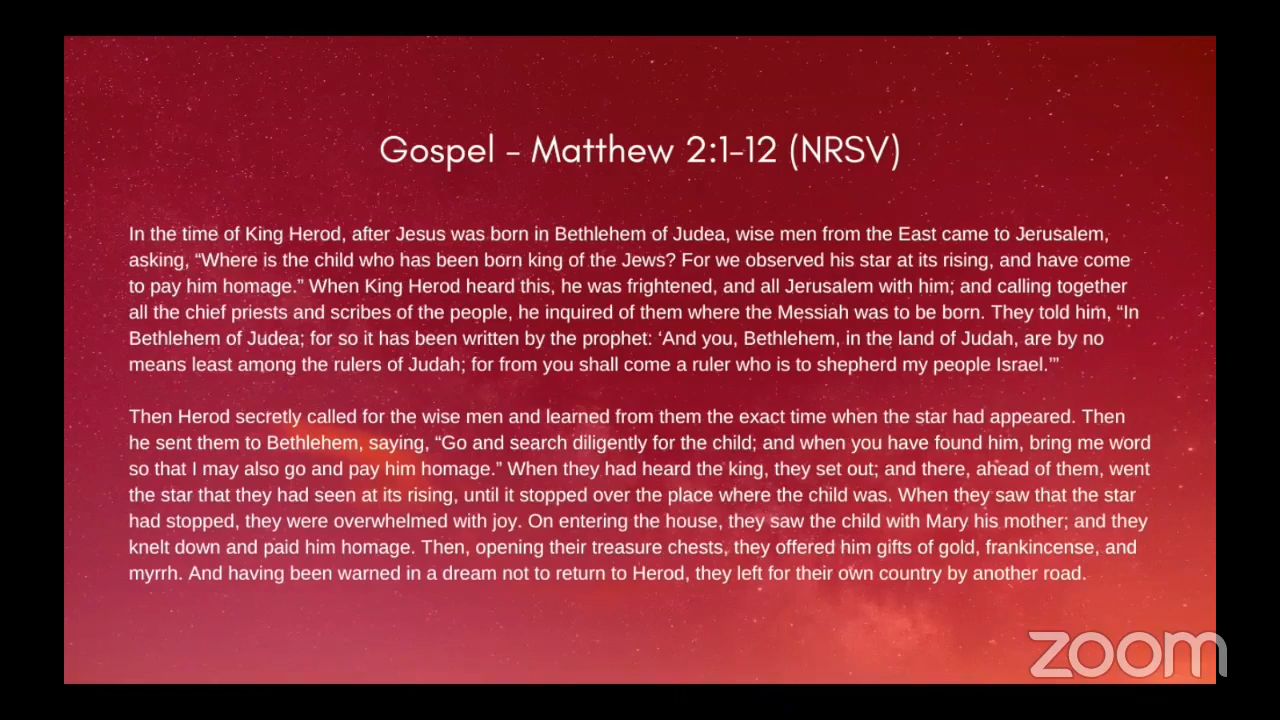 Gospel - Matthew 2:1-12 (NRSV)
In the time of King Herod, after Jesus was born in Bethlehem of Judea, wise men from the East came to Jerusalem,
asking, “Where is the child who has been born king of the Jews? For we observed his star at its rising, and have come
to pay him homage.” When King Herod heard this, he was frightened, and all Jerusalem with him; and calling together
all the chief priests and scribes of the people, he inquired of them where the Messiah was to be born. They told him, “In
Bethlehem of Judea; for so it has been written by the prophet: ‘And you, Bethlehem, in the land of Judah, are by no
means least among the rulers of Judah; for from you shall come a ruler who is to shepherd my people Israel.’”
Then Herod secretly called for the wise men and learned from them the exact time when the star had appeared. Then
he sent them to Bethlehem, saying, “Go and search diligently for the child; and when you have found him, bring me word
so that I may also go and pay him homage.” When they had heard the king, they set out; and there, ahead of them, went
the star that they had seen at its rising, until it stopped over the place where the child was. When they saw that the star
had stopped, they were overwhelmed with joy. On entering the house, they saw the child with Mary his mother; and they
knelt down and paid him homage. Then, opening their treasure chests, they offered him gifts of gold, frankincense, and
myrrh. And having been warned in a dream not to return to Herod, they left for their own country by another road.
zoom